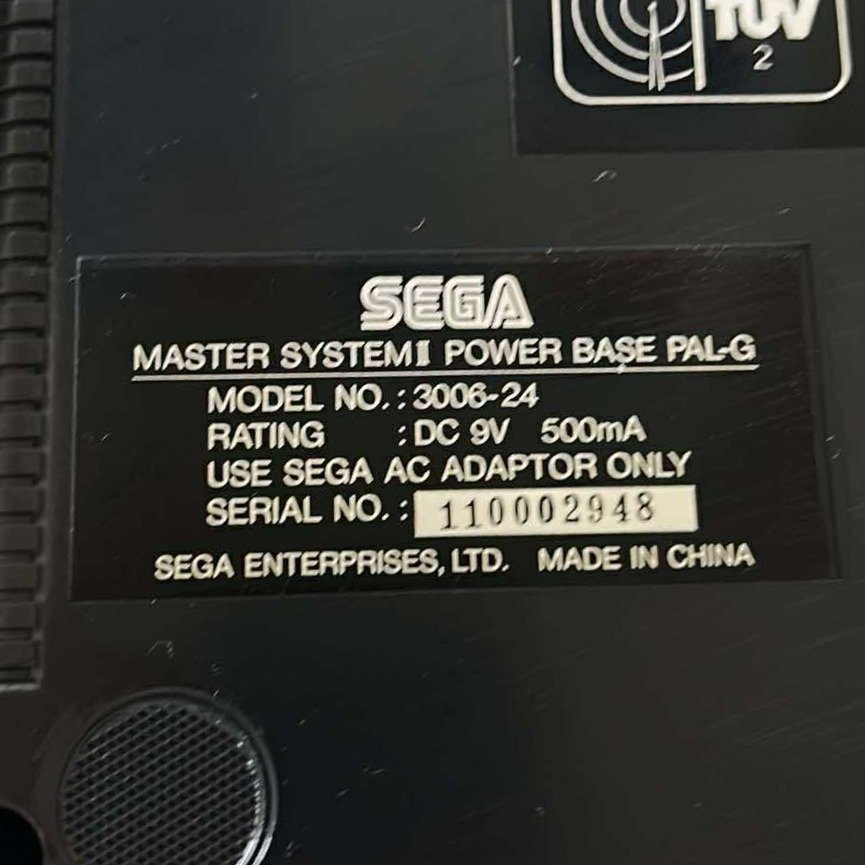 TÜV
2
SEGA
MASTER SYSTEM II POWER BASE PAL-G
MODEL NO. : 3006-24
RATING : DC 9V 500mA
USE SEGA AC ADAPTOR ONLY
SERIAL NO. : 110002948
SEGA ENTERPRISES, LTD. MADE IN CHINA